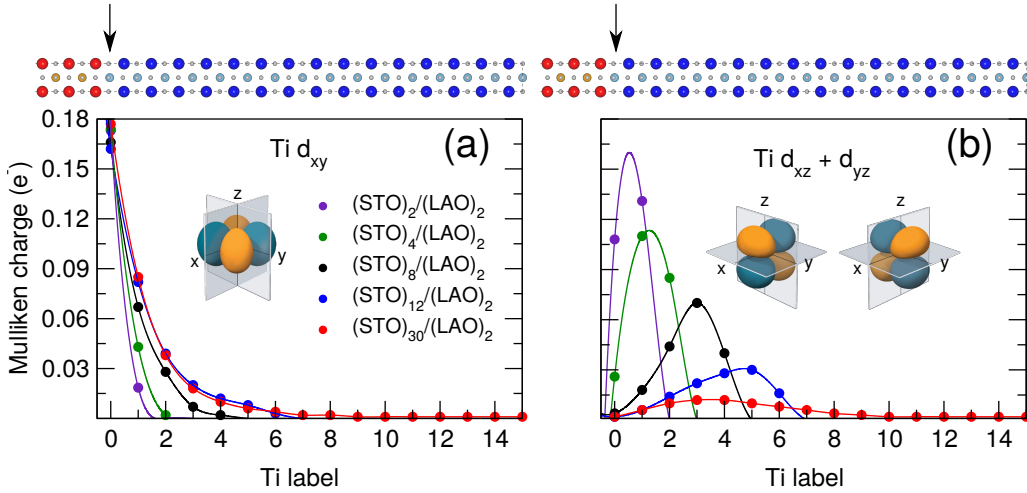 0.18
0.15
0.12
0.09
0.06
0.03
Mulliken charge (e⁻)
(a)
Ti d_xy
z
x
y
(STO)₂/(LAO)₂
(STO)₄/(LAO)₂
(STO)₈/(LAO)₂
(STO)₁₂/(LAO)₂
(STO)₃₀/(LAO)₂
0 2 4 6 8 10 12 14
Ti label
(b)
Ti d_xz + d_yz
z z
x y x y
0 2 4 6 8 10 12 14
Ti label